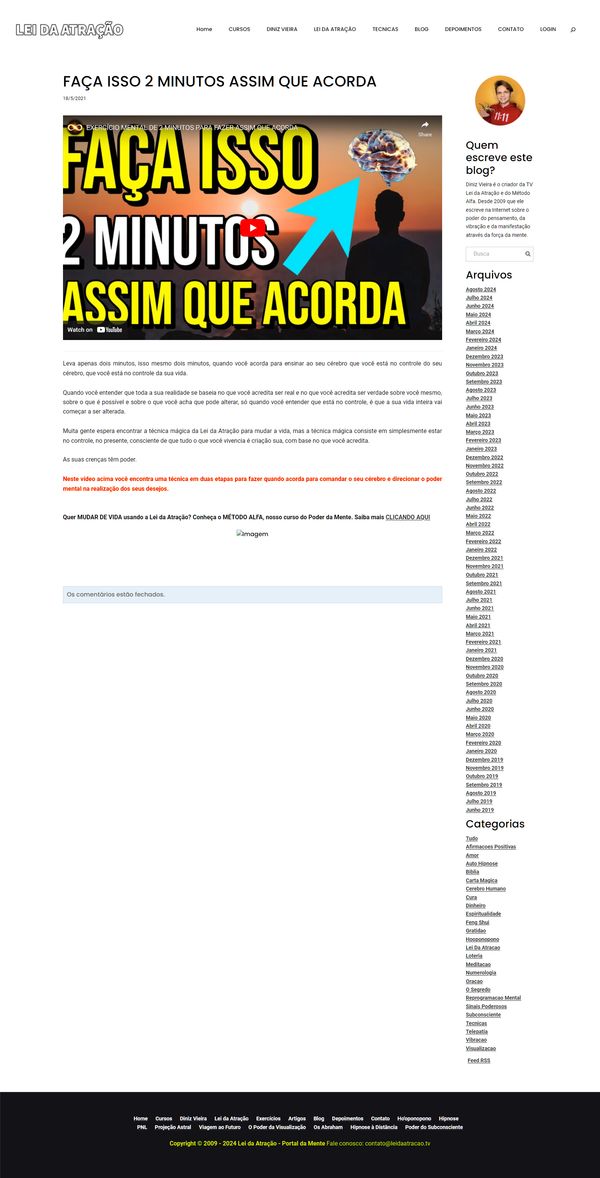 LEI DA ATRAÇÃO
Home CURSOS DINIZ VIEIRA LEI DA ATRAÇÃO TECNICAS BLOG DEPOIMENTOS CONTATO LOGIN
FAÇA ISSO 2 MINUTOS ASSIM QUE ACORDA
18/5/2021
EXERCÍCIO MENTAL DE 2 MINUTOS PARA FAZER ASSIM QUE ACORDA
Share
FAÇA ISSO
2 MINUTOS
ASSIM QUE ACORDA
Watch on YouTube
Leva apenas dois minutos, isso mesmo dois minutos, quando você acorda para ensinar ao seu cérebro que você está no controle do seu
cérebro, que você está no controle da sua vida.
Quando você entender que toda a sua realidade se baseia no que você acredita ser real e no que você acredita ser verdade sobre você mesmo,
sobre o que é possível e sobre o que você acha que pode alterar, só quando você entender que está no controle, é que a sua vida inteira vai
começar a ser alterada.
Muita gente espera encontrar a técnica mágica da Lei da Atração para mudar a vida, mas a técnica mágica consiste em simplesmente estar
no controle, no presente, consciente de que tudo o que você vivencia é criação sua, com base no que você acredita.
As suas crenças têm poder.
Neste vídeo acima você encontra uma técnica em duas etapas para fazer quando acorda para comandar o seu cérebro e direcionar o poder
mental na realização dos seus desejos.
Quer MUDAR DE VIDA usando a Lei da Atração? Conheça o MÉTODO ALFA, nosso curso do Poder da Mente. Saiba mais CLICANDO AQUI
Imagem
Os comentários estão fechados.
11:11
Quem
escreve este
blog?
Diniz Vieira é o criador da TV
Lei da Atração e do Método
Alfa. Desde 2009 que ele
escreve na Internet sobre o
poder do pensamento, da
vibração e da manifestação
através da força da mente.
Busca
Arquivos
Agosto 2024
Julho 2024
Junho 2024
Maio 2024
Abril 2024
Março 2024
Fevereiro 2024
Janeiro 2024
Dezembro 2023
Novembro 2023
Outubro 2023
Setembro 2023
Agosto 2023
Julho 2023
Junho 2023
Maio 2023
Abril 2023
Março 2023
Fevereiro 2023
Janeiro 2023
Dezembro 2022
Novembro 2022
Outubro 2022
Setembro 2022
Agosto 2022
Julho 2022
Junho 2022
Maio 2022
Abril 2022
Março 2022
Fevereiro 2022
Janeiro 2022
Dezembro 2021
Novembro 2021
Outubro 2021
Setembro 2021
Agosto 2021
Julho 2021
Junho 2021
Maio 2021
Abril 2021
Março 2021
Fevereiro 2021
Janeiro 2021
Dezembro 2020
Novembro 2020
Outubro 2020
Setembro 2020
Agosto 2020
Julho 2020
Junho 2020
Maio 2020
Abril 2020
Março 2020
Fevereiro 2020
Janeiro 2020
Dezembro 2019
Novembro 2019
Outubro 2019
Setembro 2019
Agosto 2019
Julho 2019
Junho 2019
Categorias
Tudo
Afirmacoes Positivas
Amor
Auto Hipnose
Biblia
Carta Magica
Cerebro Humano
Cura
Dinheiro
Espiritualidade
Feng Shui
Gratidao
Hooponopono
Lei Da Atracao
Loteria
Meditacao
Numerologia
Oracao
O Segredo
Reprogramacao Mental
Sinais Poderosos
Subconsciente
Tecnicas
Telepatia
Vibracao
Visualizacao
Feed RSS
Home Cursos Diniz Vieira Lei da Atração Exercicios Artigos Blog Depoimentos Contato Ho'oponopono Hipnose
PNL Projeção Astral Viagem ao Futuro O Poder da Visualização Os Abraham Hipnose à Distância Poder do Subconsciente
Copyright © 2009 - 2024 Lei da Atração - Portal da Mente Fale conosco: contato@leidaatracao.tv